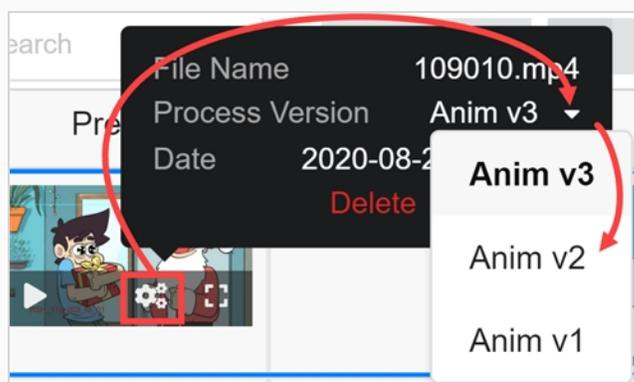 earch
File Name 109010.mp4
Process Version Anim v3
Pre
Date 2020-08-2
Anim v3
Delete
Anim v2
Anim v1